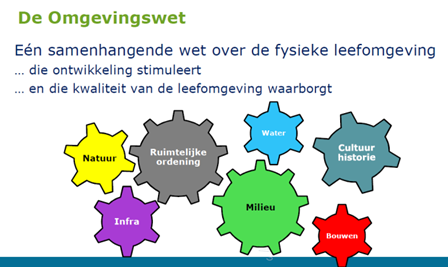 De Omgevingswet
Eén samenhangende wet over de fysieke leefomgeving
... die ontwikkeling stimuleert
... en die kwaliteit van de leefomgeving waarborgt
Natuur
Ruimtelijke
ordening
Water
Cultuur
historie
Infra
Milieu
Bouwen